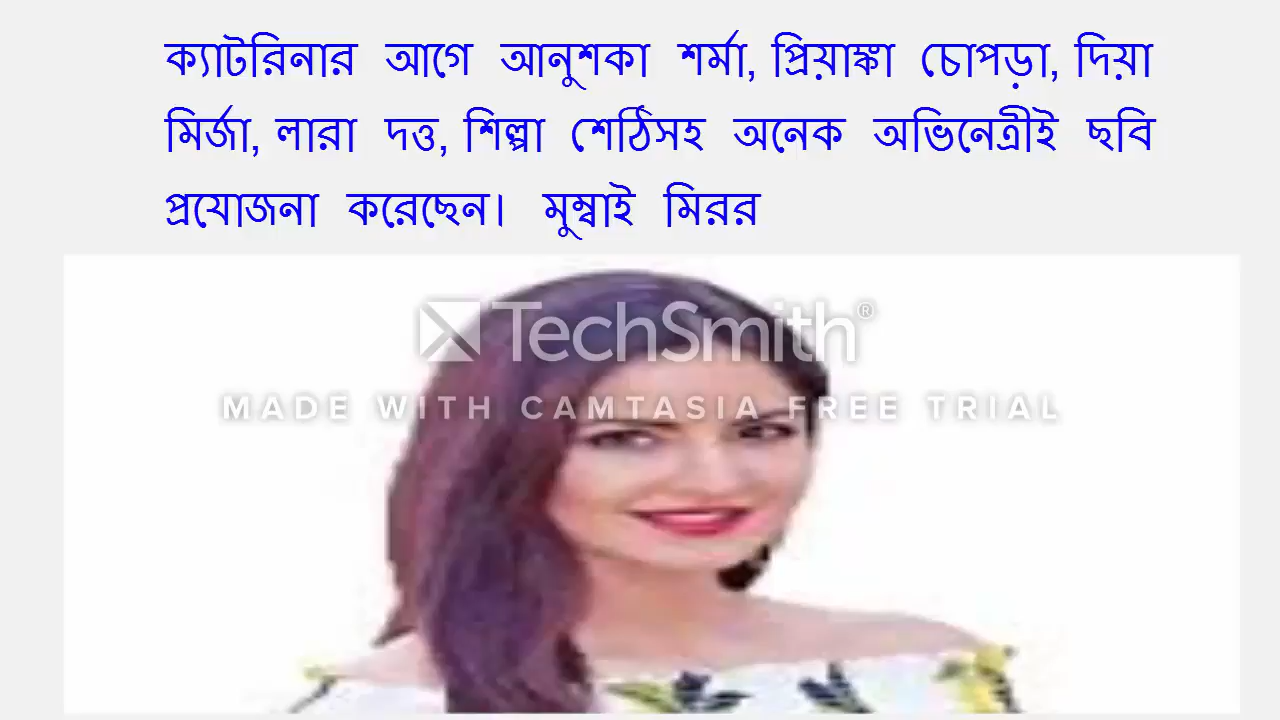 ক্যাটরিনার আগে আনুশকা শর্মা, প্রিয়াঙ্কা চোপড়া, দিয়া
মির্জা, লারা দত্ত, শিল্পা শেঠিসহ অনেক অভিনেত্রীই ছবি
প্রযোজনা করেছেন। মুম্বাই মিরর
TechSmith®
MADE WITH CAMTASIA FREE TRIAL